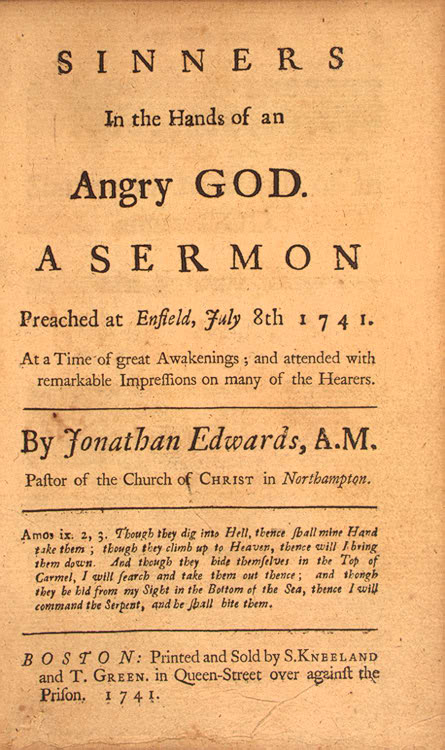 SINNERS
In the Hands of an
Angry GOD.
A SERMON
Preached at Enfield, July 8th 1741.
At a Time of great Awakenings; and attended with
remarkable Impreſſions on many of the Hearers.
By Jonathan Edwards, A.M.
Paſtor of the Church of CHRIST in Northampton.
Amos ix. 2, 3. Though they dig into Hell, thence ſhall mine Hand
take them; though they climb up to Heaven, thence will I bring
them down. And though they hide themſelves in the Top of
Carmel, I will ſearch and take them out thence; and though
they be hid from my Sight in the Bottom of the Sea, thence I will
command the Serpent, and he ſhall bite them.
BOSTON: Printed and Sold by S. KNEELAND
and T. GREEN. in Queen-Street over againſt the
Priſon. 1741.